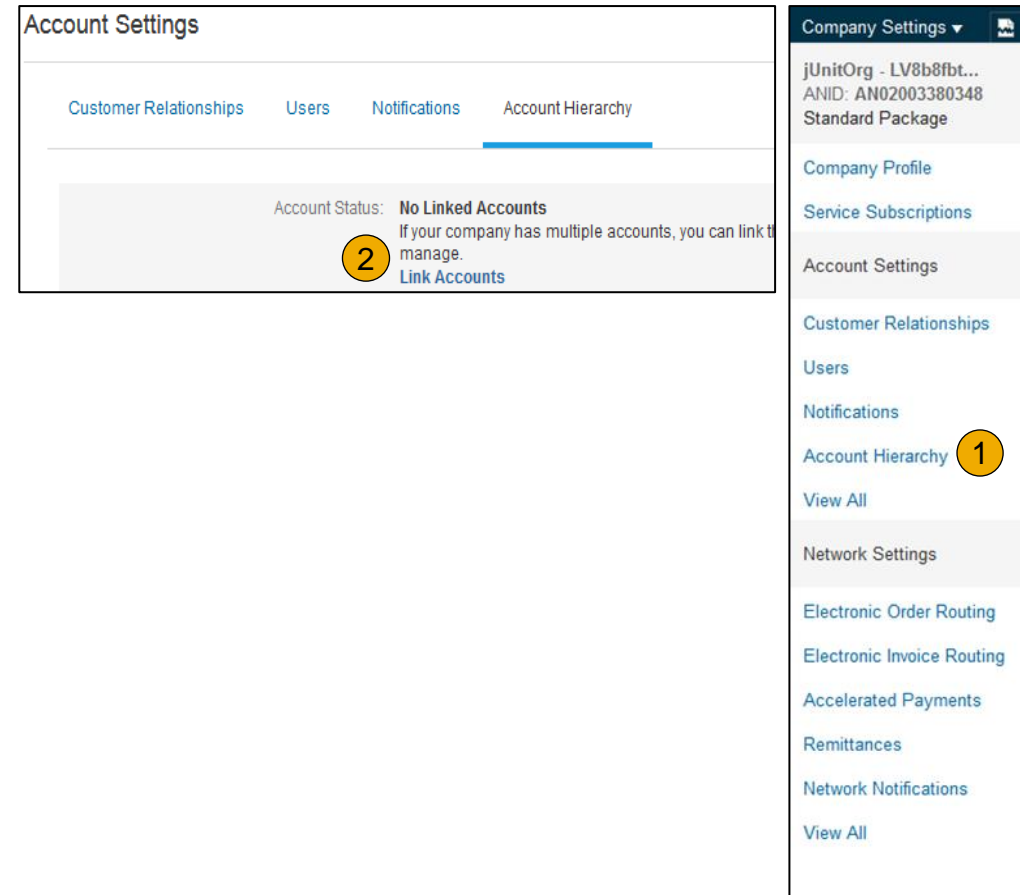 Account Settings
Customer Relationships Users Notifications Account Hierarchy
Account Status: No Linked Accounts
If your company has multiple accounts, you can link
manage.
2
Link Accounts
Company Settings ▾
jUnitOrg - LV8b8fbt...
ANID: AN02003380348
Standard Package
Company Profile
Service Subscriptions
Account Settings
Customer Relationships
Users
Notifications
Account Hierarchy 1
View All
Network Settings
Electronic Order Routing
Electronic Invoice Routing
Accelerated Payments
Remittances
Network Notifications
View All